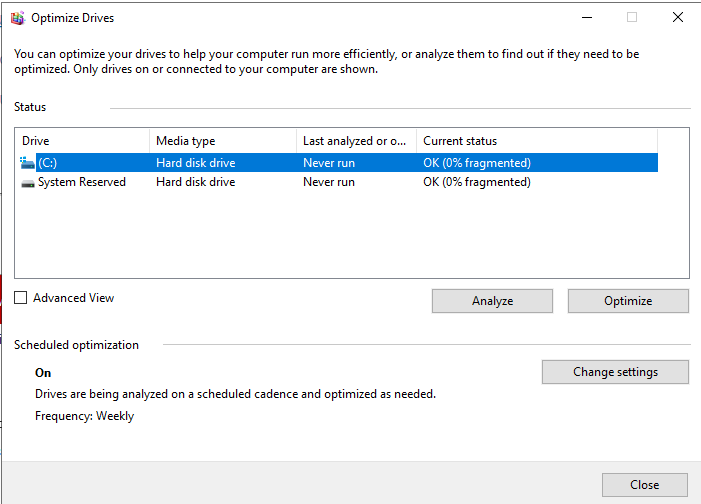 Optimize Drives
You can optimize your drives to help your computer run more efficiently, or analyze them to find out if they need to be
optimized. Only drives on or connected to your computer are shown.
Status
Drive Media type Last analyzed or o... Current status
(C:) Hard disk drive Never run OK (0% fragmented)
System Reserved Hard disk drive Never run OK (0% fragmented)
Advanced View Analyze Optimize
Scheduled optimization
On Change settings
Drives are being analyzed on a scheduled cadence and optimized as needed.
Frequency: Weekly
Close